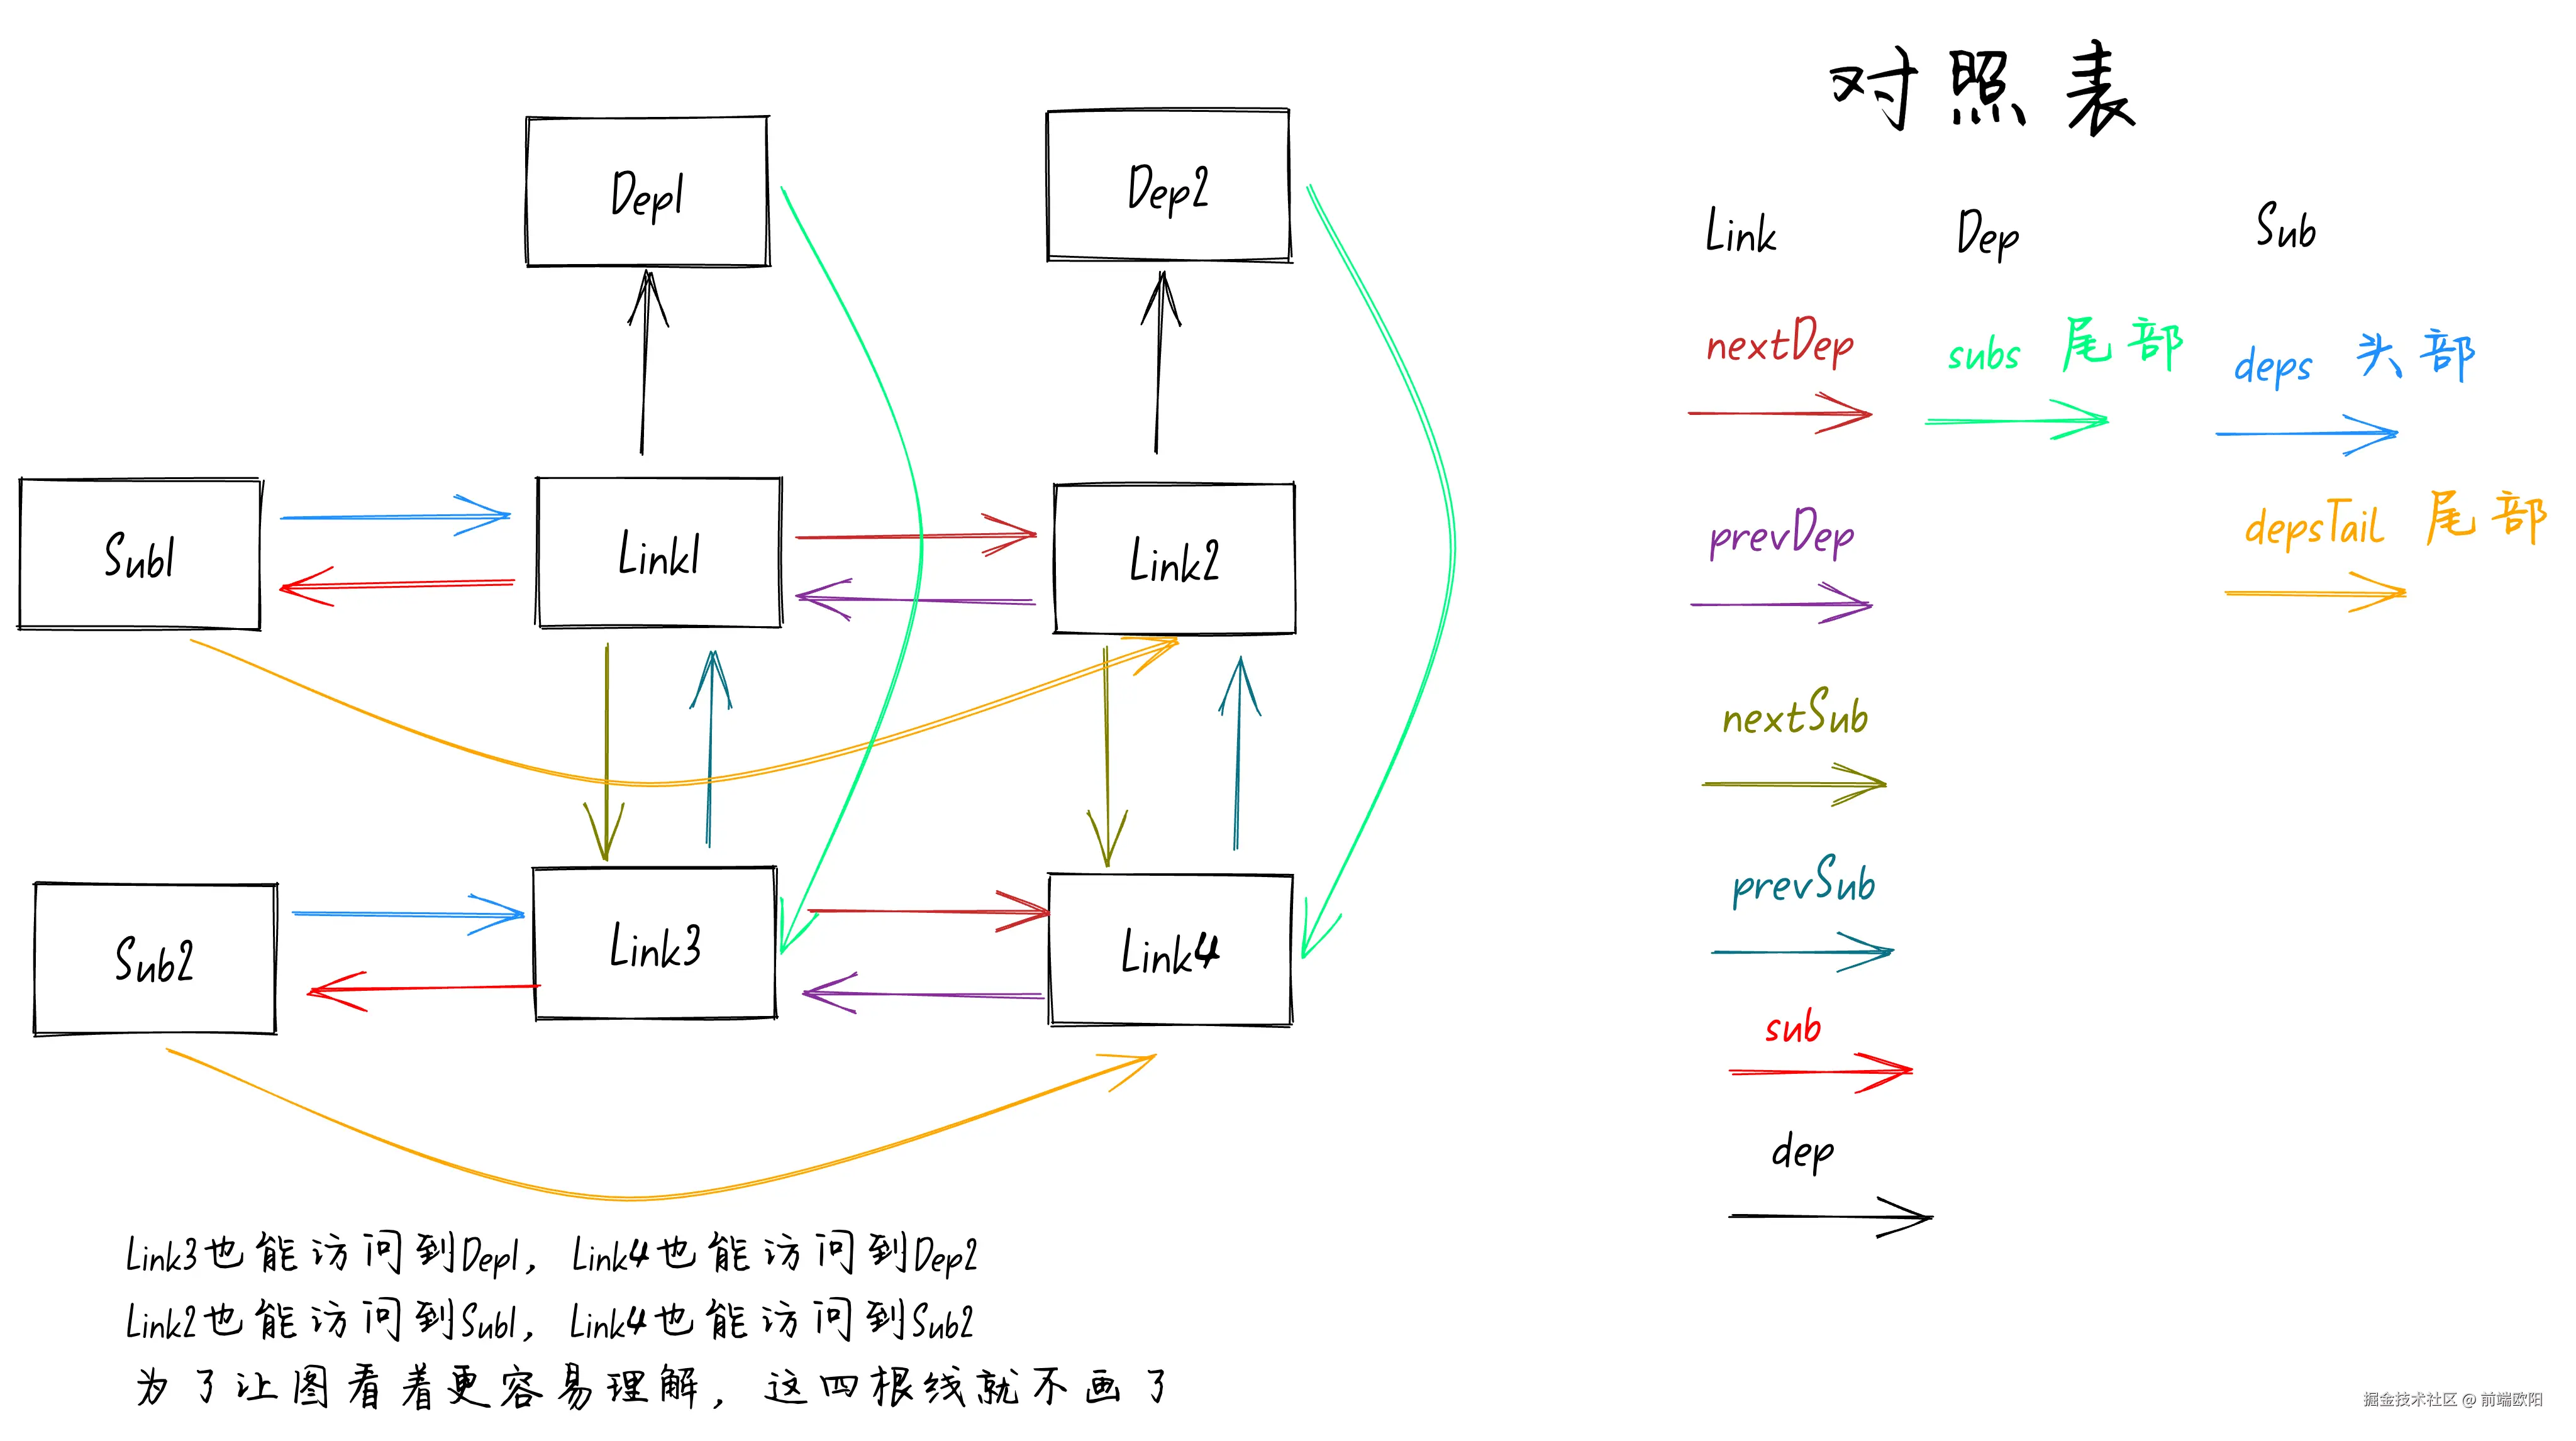 对照表
Dep1
Dep2
Link
Dep
Sub
nextDep
subs 尾部
deps 头部
Sub1
Link1
Link2
prevDep
depsTail 尾部
nextSub
prevSub
Sub2
Link3
Link4
sub
dep
Link3也能访问到Dep1, Link4也能访问到Dep2
Link2也能访问到Sub1, Link4也能访问到Sub2
为了让图看着更容易理解, 这四根线就不画了
掘金技术社区 @ 前端欧阳